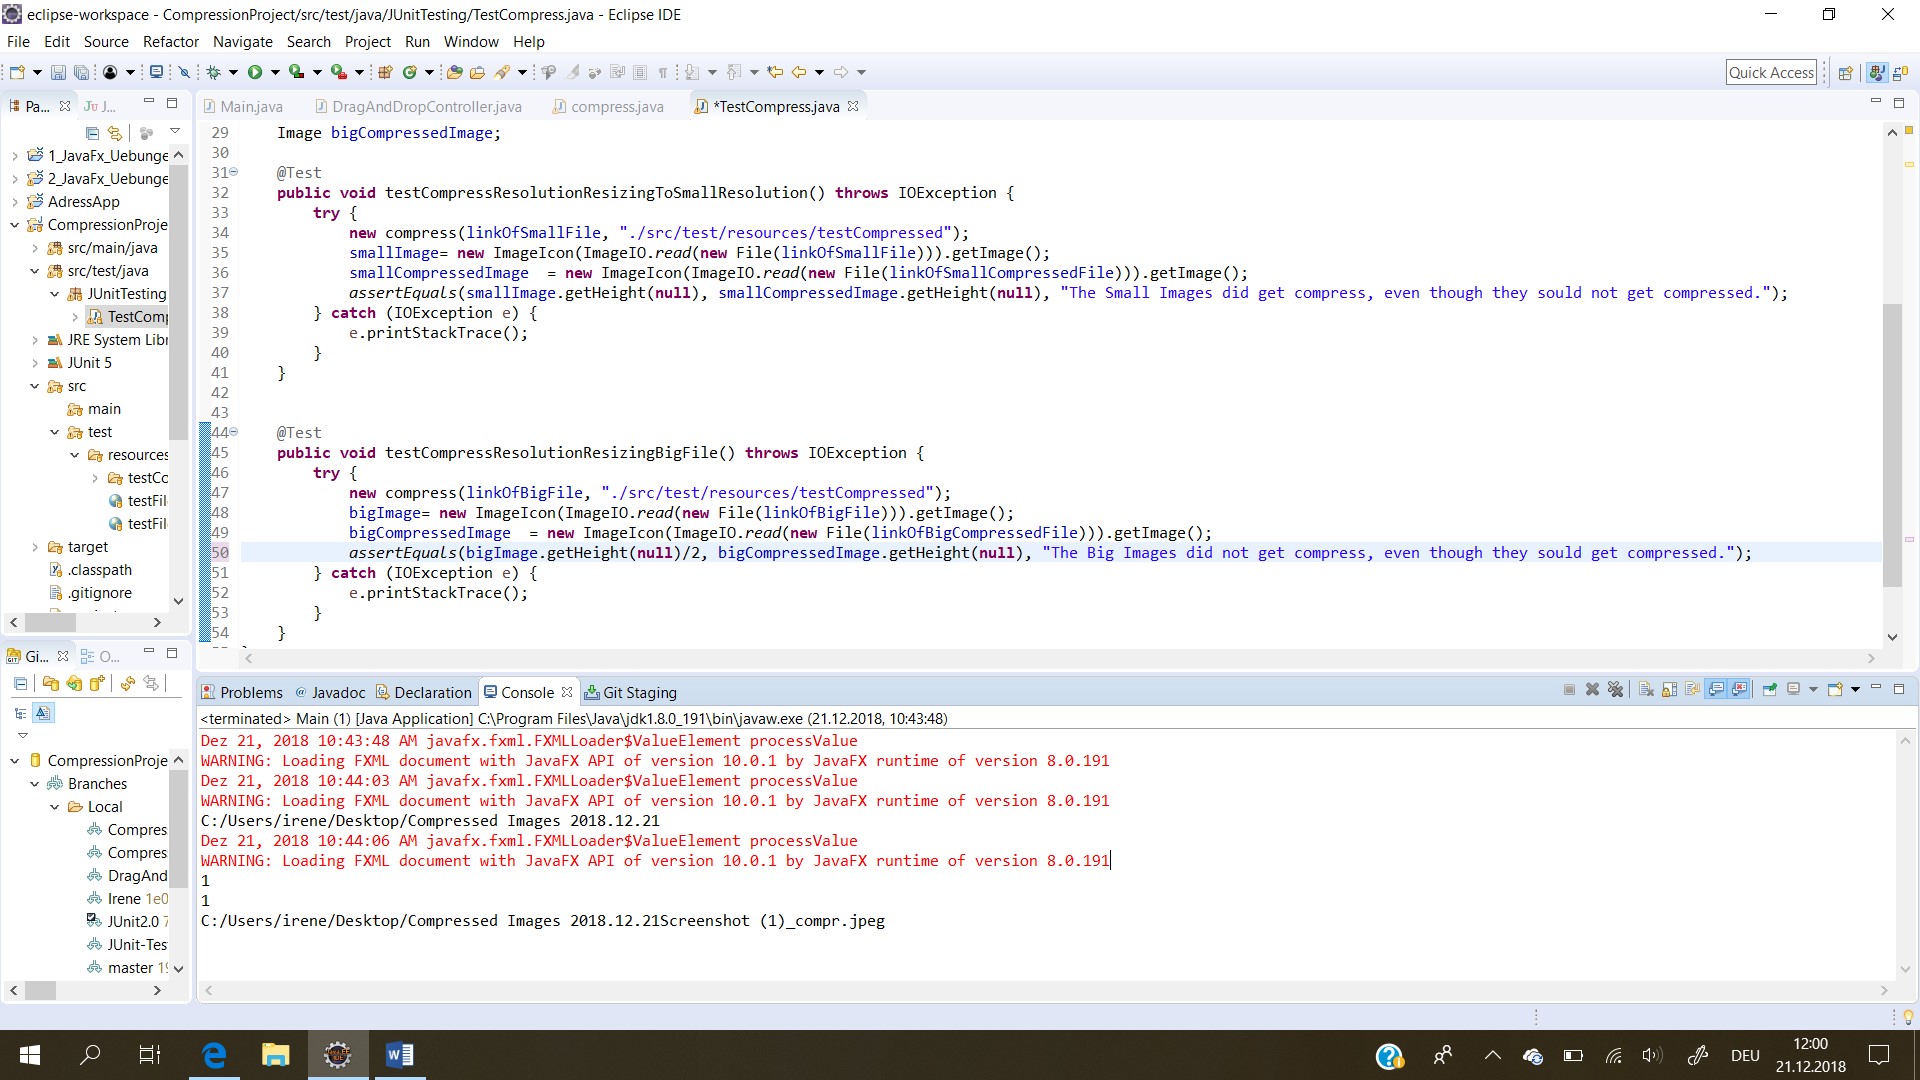 eclipse-workspace - CompressionProject/src/test/java/JUnitTesting/TestCompress.java - Eclipse IDE
File Edit Source Refactor Navigate Search Project Run Window Help
Quick Access
Pa... Ju J...
Main.java DragAndDropController.java compress.java *TestCompress.java
1_JavaFx_Uebunge
2_JavaFx_Uebunge
AdressApp
CompressionProje
src/main/java
src/test/java
JUnitTesting
TestComp
JRE System Libr
JUnit 5
src
main
test
resources
testCo
testFil
testFil
target
.classpath
.gitignore
29 Image bigCompressedImage;
30
31 @Test
32 public void testCompressResolutionResizingToSmallResolution() throws IOException {
33 try {
34 new compress(linkOfSmallFile, "./src/test/resources/testCompressed");
35 smallImage= new ImageIcon(ImageIO.read(new File(linkOfSmallFile))).getImage();
36 smallCompressedImage  = new ImageIcon(ImageIO.read(new File(linkOfSmallCompressedFile))).getImage();
37 assertEquals(smallImage.getHeight(null), smallCompressedImage.getHeight(null), "The Small Images did get compress, even though they sould not get compressed.");
38 } catch (IOException e) {
39 e.printStackTrace();
40 }
41 }
42
43
44 @Test
45 public void testCompressResolutionResizingBigFile() throws IOException {
46 try {
47 new compress(linkOfBigFile, "./src/test/resources/testCompressed");
48 bigImage= new ImageIcon(ImageIO.read(new File(linkOfBigFile))).getImage();
49 bigCompressedImage  = new ImageIcon(ImageIO.read(new File(linkOfBigCompressedFile))).getImage();
50 assertEquals(bigImage.getHeight(null)/2, bigCompressedImage.getHeight(null), "The Big Images did not get compress, even though they sould get compressed.");
51 } catch (IOException e) {
52 e.printStackTrace();
53 }
54 }
Gi... O...
CompressionProje
Branches
Local
Compres
Compres
DragAnd
Irene 1e0
JUnit2.0 7
JUnit-Tes
master 19
Problems @ Javadoc Declaration Console Git Staging
<terminated> Main (1) [Java Application] C:\Program Files\Java\jdk1.8.0_191\bin\javaw.exe (21.12.2018, 10:43:48)
Dez 21, 2018 10:43:48 AM javafx.fxml.FXMLLoader$ValueElement processValue
WARNING: Loading FXML document with JavaFX API of version 10.0.1 by JavaFX runtime of version 8.0.191
Dez 21, 2018 10:44:03 AM javafx.fxml.FXMLLoader$ValueElement processValue
WARNING: Loading FXML document with JavaFX API of version 10.0.1 by JavaFX runtime of version 8.0.191
C:/Users/irene/Desktop/Compressed Images 2018.12.21
Dez 21, 2018 10:44:06 AM javafx.fxml.FXMLLoader$ValueElement processValue
WARNING: Loading FXML document with JavaFX API of version 10.0.1 by JavaFX runtime of version 8.0.191
1
1
C:/Users/irene/Desktop/Compressed Images 2018.12.21Screenshot (1)_compr.jpeg
DEU
12:00
21.12.2018